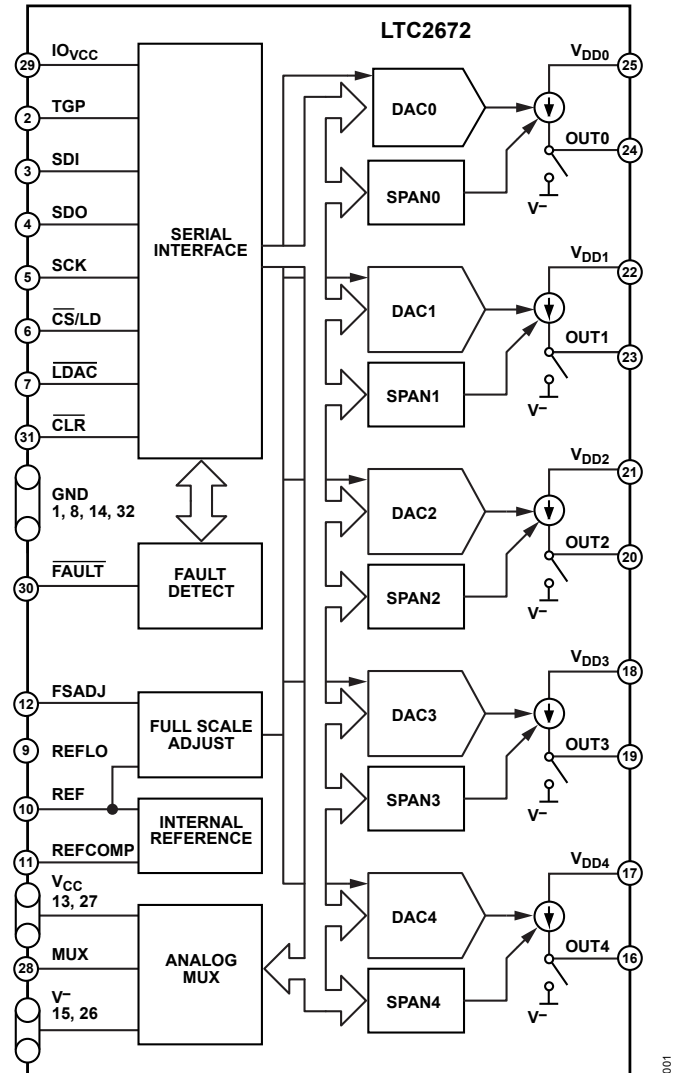 LTC2672
29 IOVCC
2 TGP
3 SDI
4 SDO
5 SCK
6 CS/LD
7 LDAC
31 CLR
GND
1, 8, 14, 32
30 FAULT
12 FSADJ
9 REFLO
10 REF
11 REFCOMP
VCC
13, 27
28 MUX
V–
15, 26
SERIAL
INTERFACE
FAULT
DETECT
FULL SCALE
ADJUST
INTERNAL
REFERENCE
ANALOG
MUX
DAC0
SPAN0
VDD0 25
OUT0 24
V–
DAC1
SPAN1
VDD1 22
OUT1 23
V–
DAC2
SPAN2
VDD2 21
OUT2 20
V–
DAC3
SPAN3
VDD3 18
OUT3 19
V–
DAC4
SPAN4
VDD4 17
OUT4 16
V–
001